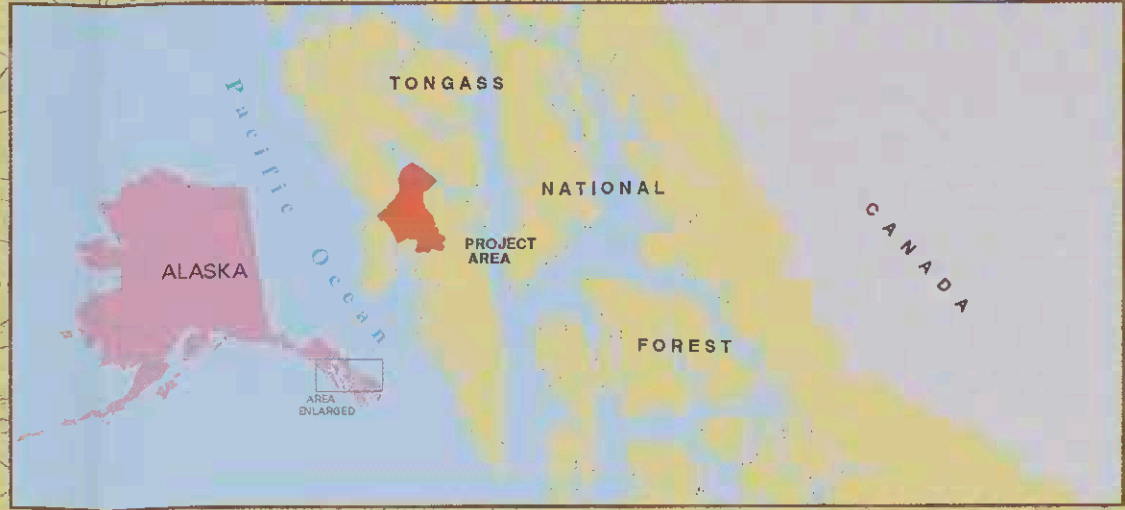 TONGASS
Pacific Ocean
NATIONAL
CANADA
PROJECT
AREA
ALASKA
FOREST
AREA
ENLARGED